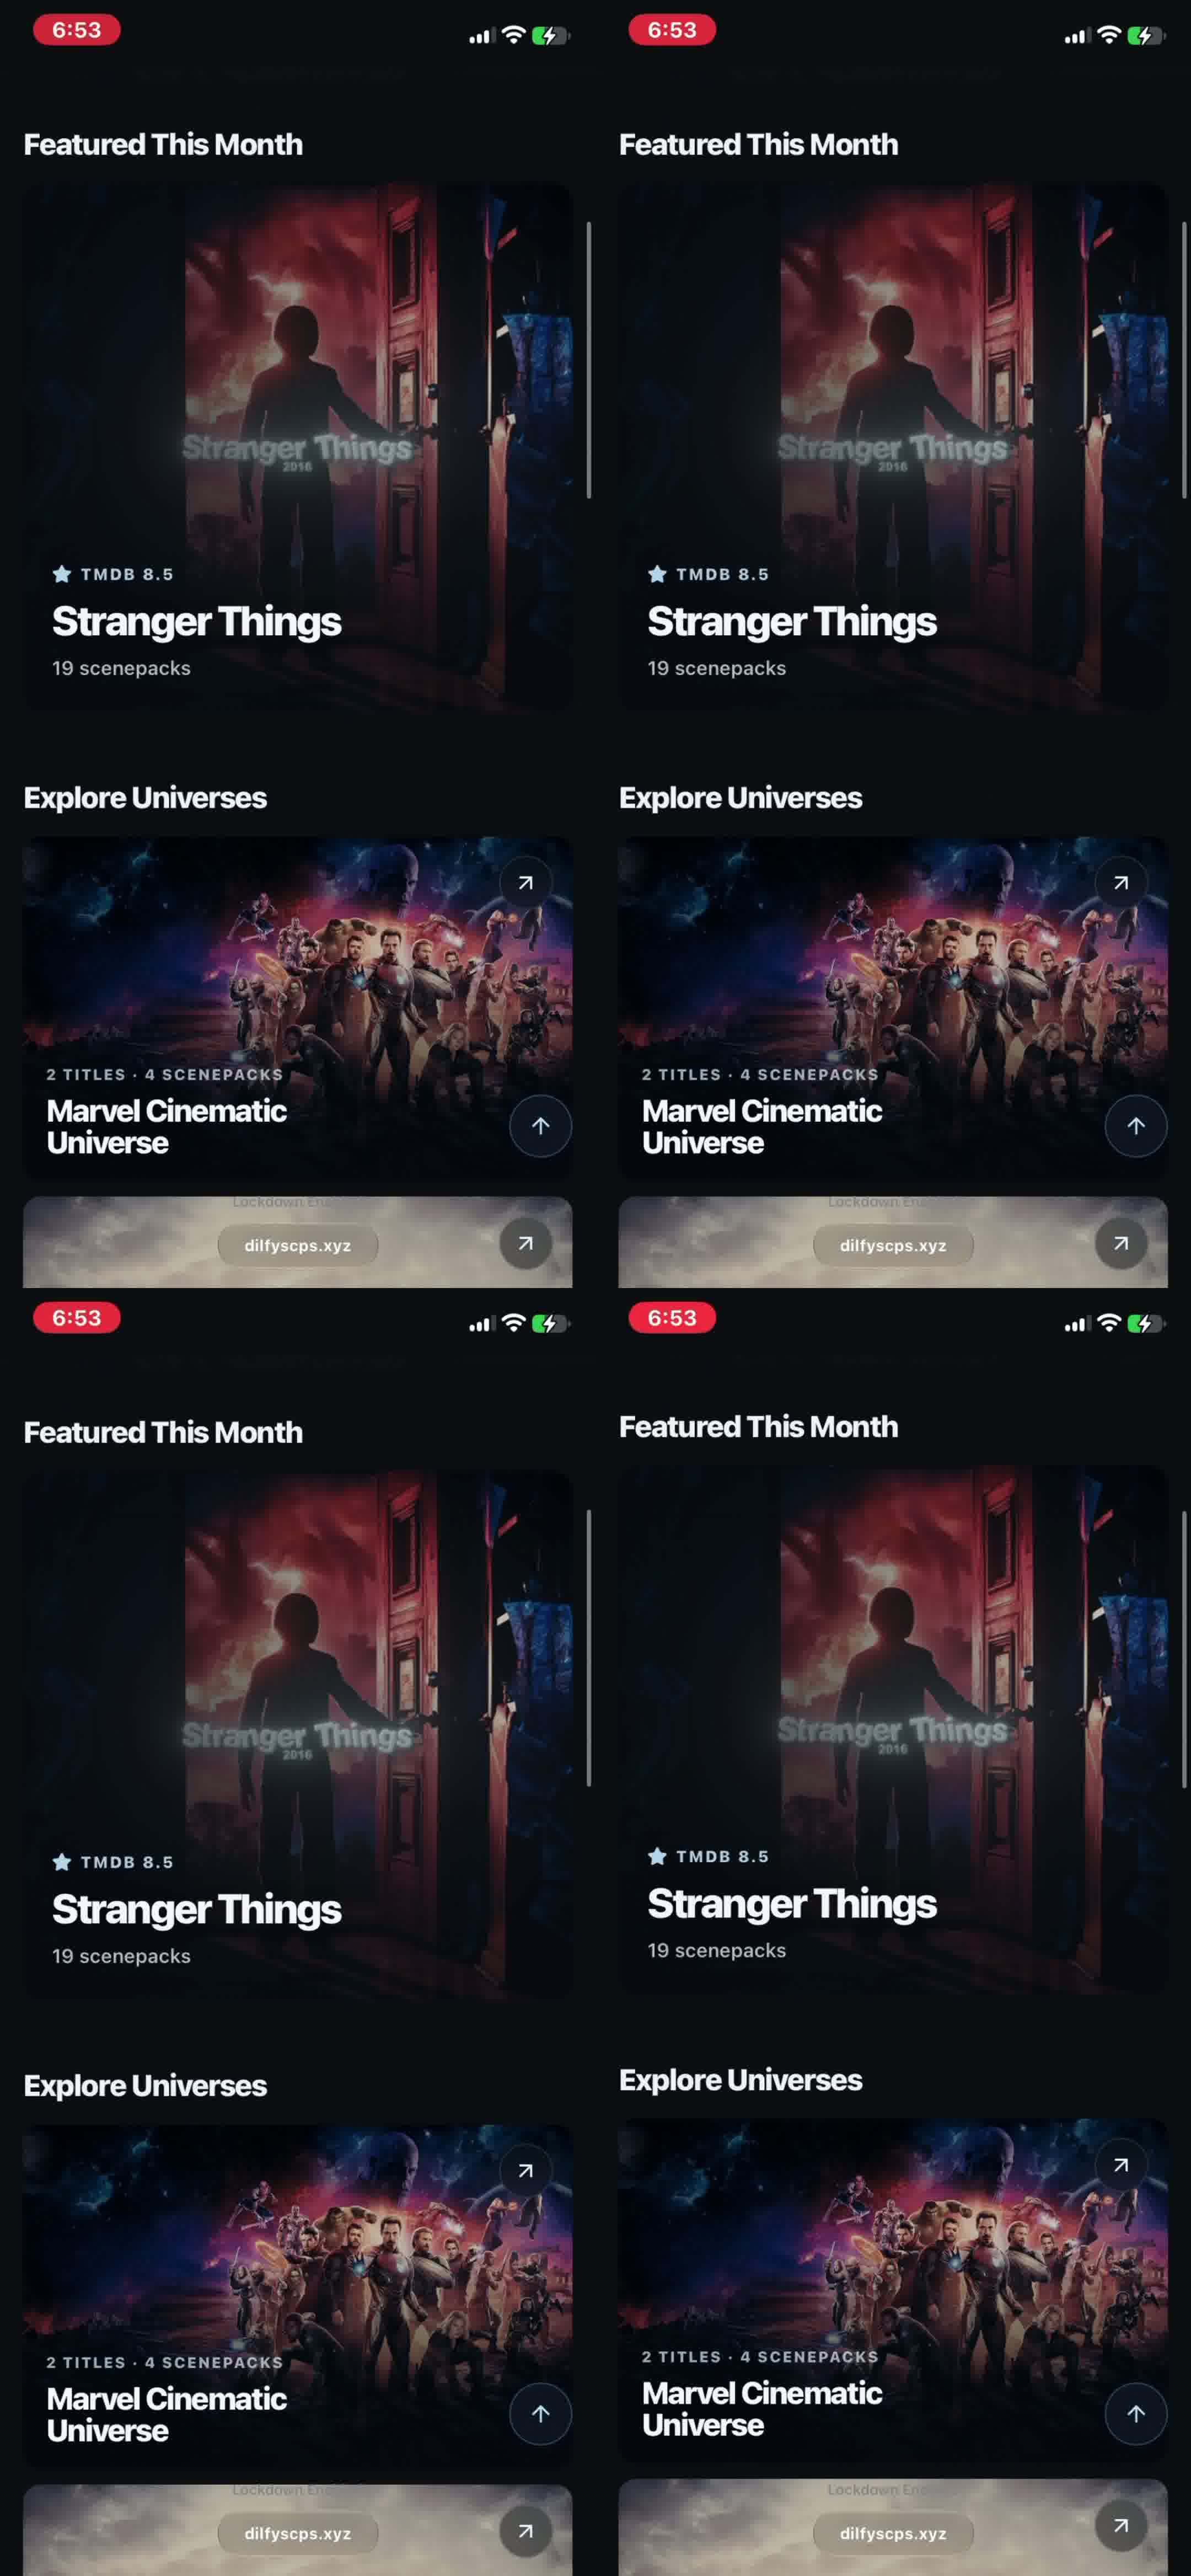 6:53
Featured This Month
Stranger Things
2016
TMDB 8.5
Stranger Things
19 scenepacks
Explore Universes
2 TITLES · 4 SCENEPACKS
Marvel Cinematic
Universe
dilfyscps.xyz
6:53
Featured This Month
Stranger Things
2016
TMDB 8.5
Stranger Things
19 scenepacks
Explore Universes
2 TITLES · 4 SCENEPACKS
Marvel Cinematic
Universe
dilfyscps.xyz
6:53
Featured This Month
Stranger Things
2016
TMDB 8.5
Stranger Things
19 scenepacks
Explore Universes
2 TITLES · 4 SCENEPACKS
Marvel Cinematic
Universe
Lockdown
dilfyscps.xyz
6:53
Featured This Month
Stranger Things
2016
TMDB 8.5
Stranger Things
19 scenepacks
Explore Universes
2 TITLES · 4 SCENEPACKS
Marvel Cinematic
Universe
Lockdown
dilfyscps.xyz